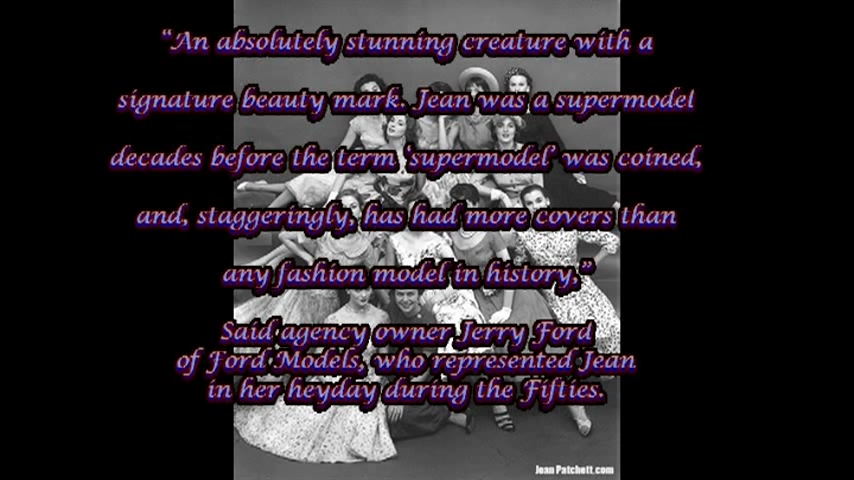 “An absolutely stunning creature with a
signature beauty mark. Jean was a supermodel
decades before the term ‘supermodel’ was coined,
and, staggeringly, has had more covers than
any fashion model in history,”
Said agency owner Jerry Ford
of Ford Models, who represented Jean
in her heyday during the Fifties.
Jean Patchett.com